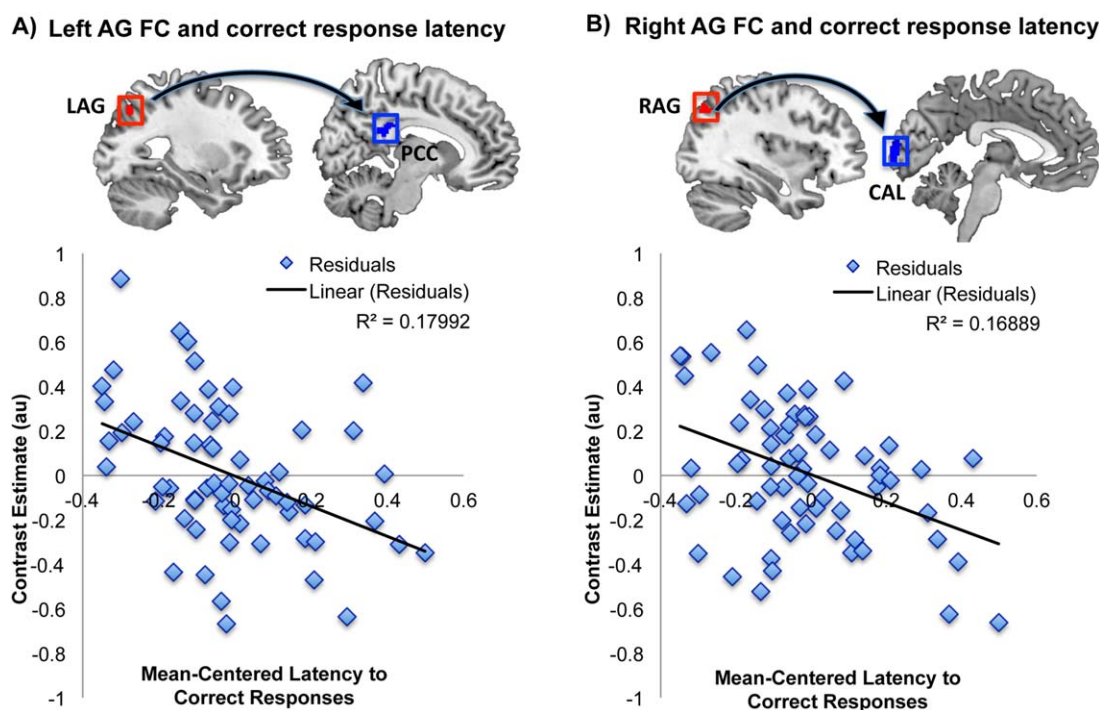 A) Left AG FC and correct response latency
LAG
PCC
1
0.8
0.6
0.4
0.2
0
-0.2
-0.4
-0.6
-0.8
-1
-0.4
-0.2
0
0.2
0.4
0.6
Residuals
Linear (Residuals)
R² = 0.17992
Contrast Estimate (au)
Mean-Centered Latency to
Correct Responses
B) Right AG FC and correct response latency
RAG
CAL
1
0.8
0.6
0.4
0.2
0
-0.2
-0.4
-0.6
-0.8
-1
-0.4
-0.2
0
0.2
0.4
0.6
Residuals
Linear (Residuals)
R² = 0.16889
Contrast Estimate (au)
Mean-Centered Latency to
Correct Responses